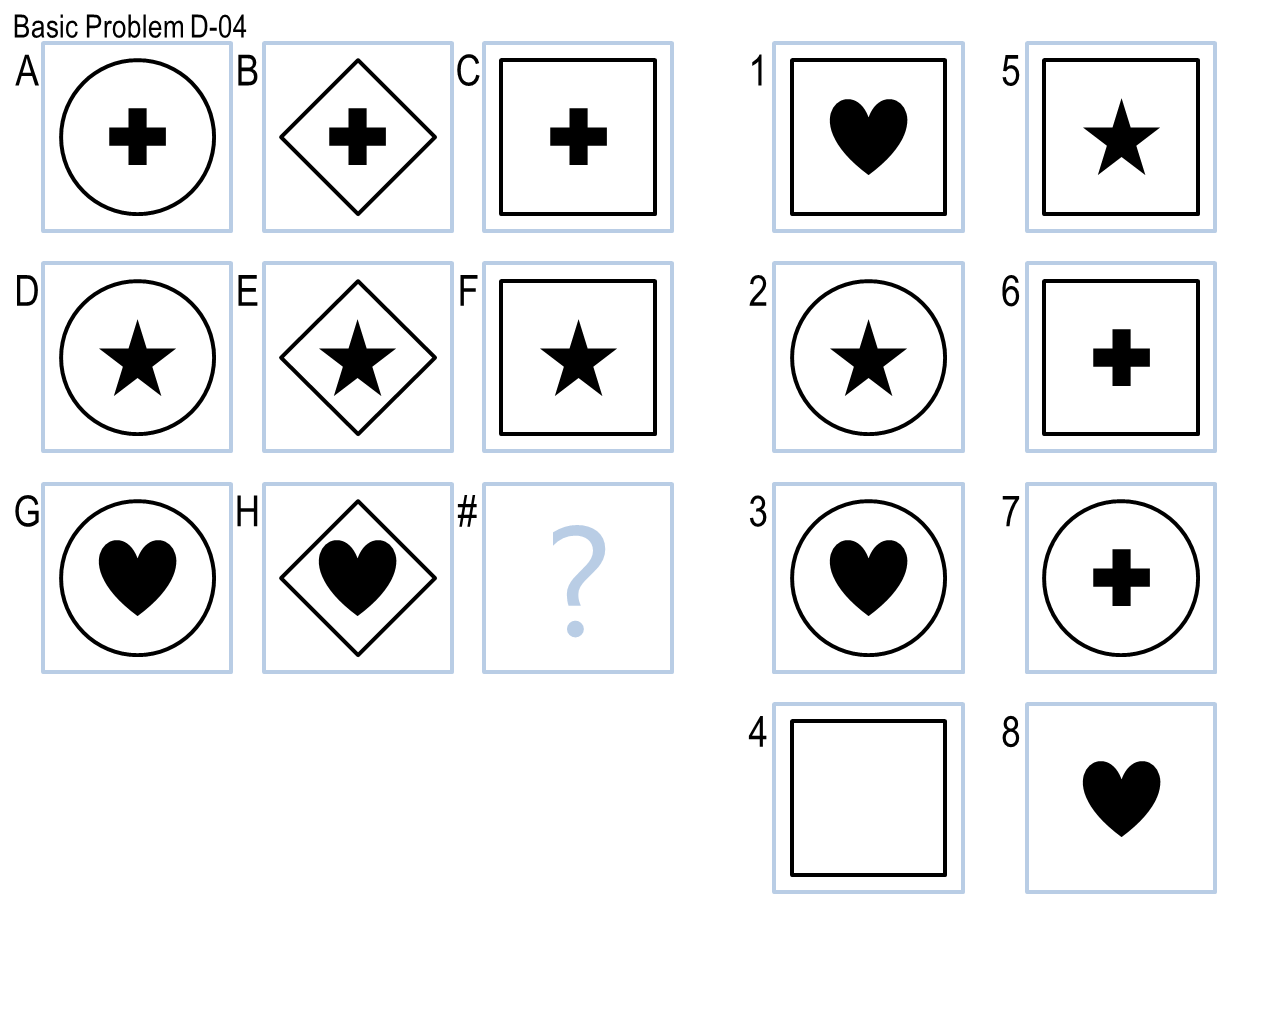 Basic Problem D-04
A B C 1 5
D E F 2 6
G H # 3 7
?
4 8